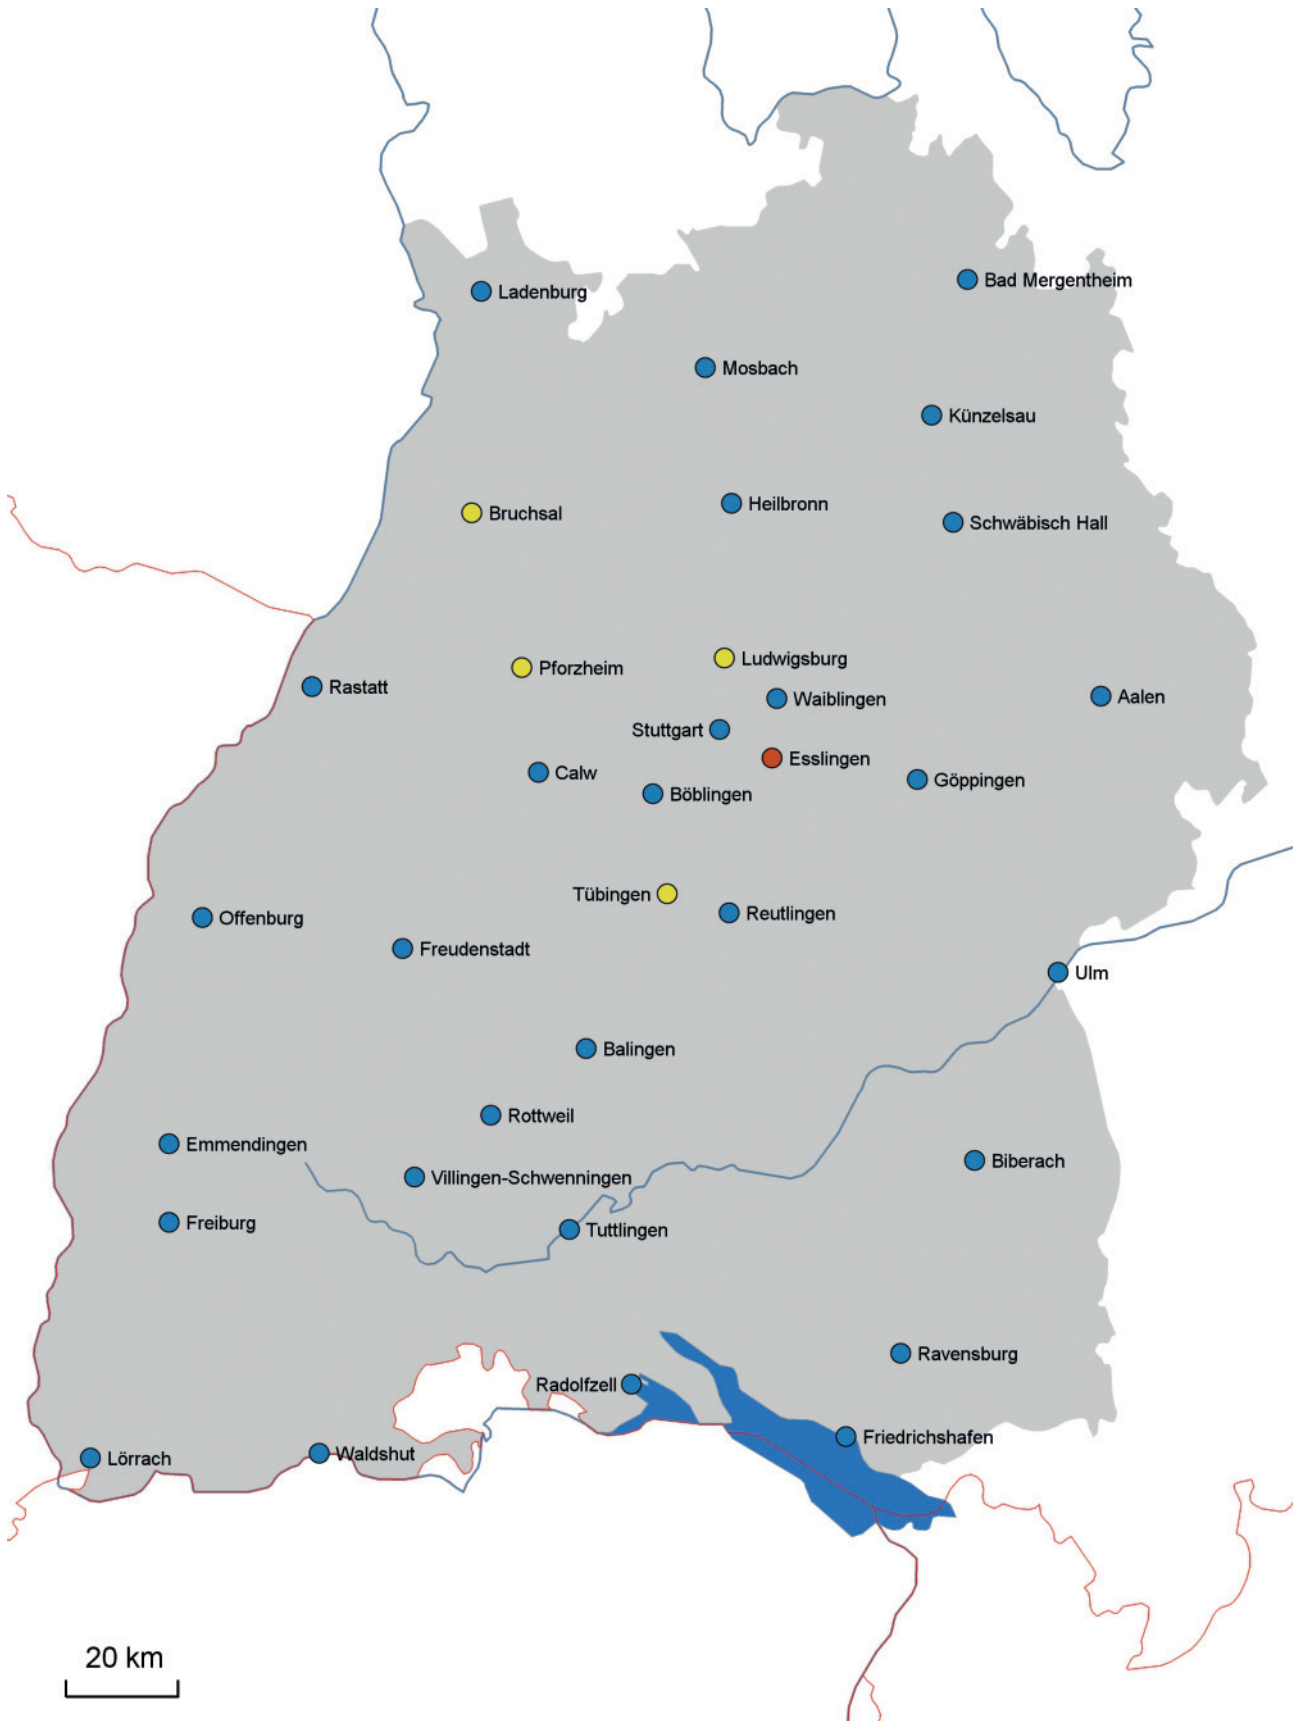 Bad Mergentheim
Ladenburg
Mosbach
Künzelsau
Heilbronn
Bruchsal
Schwäbisch Hall
Ludwigsburg
Pforzheim
Rastatt
Waiblingen
Aalen
Stuttgart
Esslingen
Calw
Göppingen
Böblingen
Tübingen
Reutlingen
Offenburg
Freudenstadt
Ulm
Balingen
Rottweil
Emmendingen
Biberach
Villingen-Schwenningen
Freiburg
Tuttlingen
Ravensburg
Radolfzell
Friedrichshafen
Waldshut
Lörrach
20 km